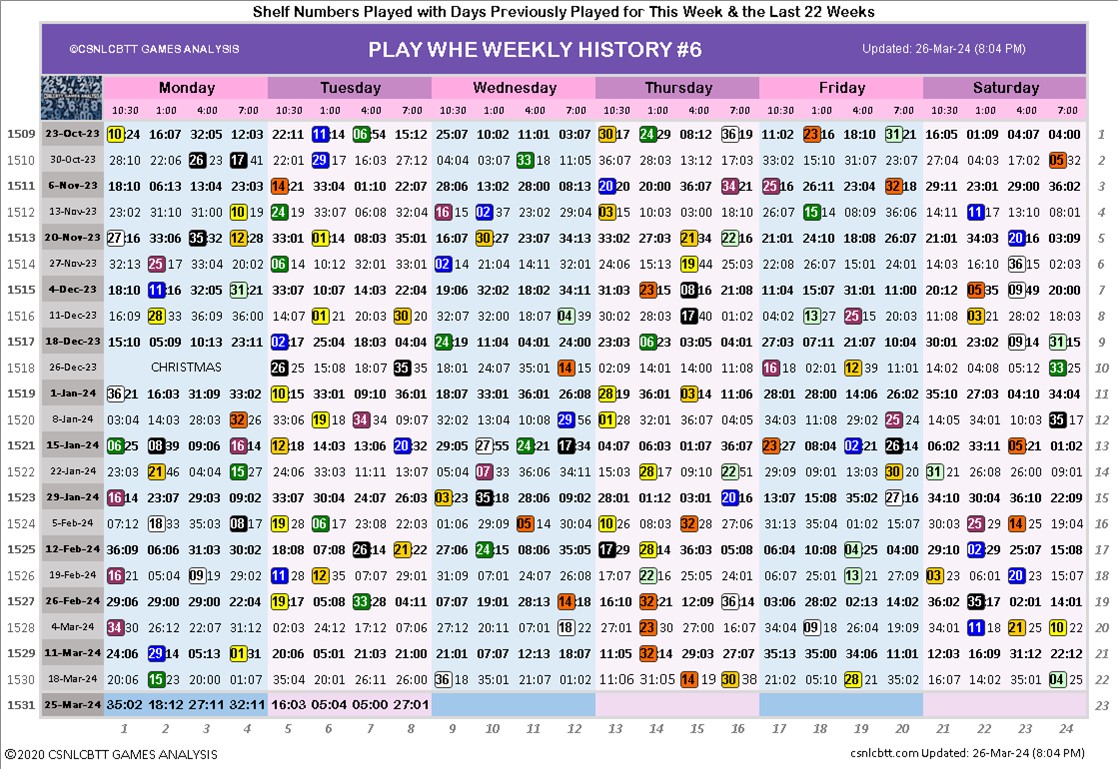 Shelf Numbers Played with Days Previously Played for This Week & the Last 22 Weeks
©CSNLCBTT GAMES ANALYSIS PLAY WHE WEEKLY HISTORY #6 Updated: 26-Mar-24 (8:04 PM)
Monday Tuesday Wednesday Thursday Friday Saturday
10:30 1:00 4:00 7:00 10:30 1:00 4:00 7:00 10:30 1:00 4:00 7:00 10:30 1:00 4:00 7:00 10:30 1:00 4:00 7:00 10:30 1:00 4:00 7:00
1509 23-Oct-23 10:24 16:07 32:05 12:03 22:11 11:14 06:54 15:12 25:07 10:02 11:01 03:07 30:17 24:29 08:12 36:19 11:02 23:16 18:10 31:21 16:05 01:09 04:07 04:00 1
1510 30-Oct-23 28:10 22:06 26 23 17 41 22:01 29:17 16:03 27:12 04:04 03:07 33 18 11:05 36:07 28:03 13:12 17:03 33:02 15:10 31:07 23:07 27:04 04:03 17:02 05 32 2
1511 6-Nov-23 18:10 06:13 13:04 23:03 14:21 33:04 01:10 22:07 28:06 13:02 28:00 08:13 20:20 20:00 36:07 34:21 25:16 26:11 23:04 32:18 29:11 23:01 29:00 36:02 3
1512 13-Nov-23 23:02 31:10 31:00 10 19 24:19 33:07 06:08 32:04 16 15 02:37 23:02 29:04 03:15 10:03 03:00 18:10 26:07 15:14 08:09 36:06 14:11 11:17 13:10 08:01 4
1513 20-Nov-23 27:16 33:06 35:32 12:28 33:01 01:14 08:03 35:01 16:07 30:27 23:07 34:13 33:02 27:03 21:34 22:16 21:01 24:10 18:08 26:07 21:01 34:03 20:16 03:09 5
1514 27-Nov-23 32:13 25 17 33:04 20:02 06:14 10:12 32:01 33:01 02:14 21:04 14:11 32:01 24:06 15:13 19 44 25:03 22:08 26:07 11:01 24:01 14:03 16:10 36 15 02:03 6
1515 4-Dec-23 18:10 11:16 32:05 31:21 33:07 10:07 14:03 22:04 19:06 32:02 18:02 34:11 31:03 23:15 08:16 21:08 11:04 15:07 31:01 11:00 20:12 05:35 09:49 20:00 7
1516 11-Dec-23 16:09 28 33 36:09 36:00 14:07 01 21 20:03 30 20 32:08 32:00 18:07 04 39 30:02 28:03 17 40 01:02 04:02 13 27 25 15 20:03 11:08 03 21 28:02 18:03 8
1517 18-Dec-23 15:10 05:09 10:13 23:11 02:17 25:04 18:03 04:04 24:19 11:04 04:01 24:01 23:04 06:23 03:05 04:01 27:03 07:11 21:07 04:02 30:01 23:02 09:14 31:15 9
1518 26-Dec-23 CHRISTMAS 26 25 15:08 18:07 35 35 18:01 24:07 35:01 14 15 02:09 14:01 14:00 11:08 16 18 08:06 12 39 11:01 14:02 04:08 05:12 33 25 10
1519 1-Jan-24 36 21 16:03 31:09 33:02 10:15 33:01 09:10 36:01 18:07 33:01 36:01 26:08 28:19 31:06 03:14 11:02 28:01 28:00 14:06 26:02 35:10 27:03 04:10 34:04 11
1520 8-Jan-24 03:04 14:03 28:03 32 26 33:06 19 18 34 34 09:07 32:02 13:01 10:08 29 56 01 28 32:01 36:07 04:05 34:03 11:02 09:07 25 24 14:05 34:01 10:03 35 17 12
1521 15-Jan-24 06:25 08:39 09:06 16:14 12:18 14:03 13:06 20:32 29:05 27:55 24:21 17:34 04:07 06:03 01:07 36:07 23:27 08:04 02:21 26:14 06:02 33:11 05:21 01:02 13
1522 22-Jan-24 23:03 21 46 04:04 15:27 24:06 33:03 11:11 13:07 05:04 07 33 36:06 34:11 15:03 28 17 09:10 22 51 29:09 09:01 13:03 30 20 31 21 26:08 26:00 09:01 14
1523 29-Jan-24 16 14 23:07 29:03 09:02 33:07 30:04 24:07 26:03 03:23 35:18 28:06 09:02 28:01 01:12 03:01 20:16 13:07 15:08 35:02 27 16 34:10 30:04 36:10 22:09 15
1524 5-Feb-24 07:12 18 33 35:03 08 17 19 28 06 17 23:08 22:03 01:06 29:09 05 14 30:04 10 26 08:03 32 28 27:06 31:13 35:04 01:02 15:07 30:03 25 29 14 25 19:04 16
1525 12-Feb-24 36:09 06:06 31:03 30:02 18:08 07:08 26:14 21:22 27:06 24:15 08:06 35:05 17:29 28:14 36:03 05:08 06:04 10:08 04:25 04:00 29:10 02:29 25:07 15:08 17
1526 19-Feb-24 16 21 05:04 09 19 29:02 11 28 12 35 07:07 29:01 31:09 07:01 24:07 26:08 17:07 22 16 25:05 24:01 06:07 18:01 13 21 27:09 03 23 06:01 20 23 15:07 18
1527 26-Feb-24 29:06 29:00 29:00 22:04 19:17 05:08 33:28 04:11 07:07 19:01 28:13 14:18 16:10 32:21 12:09 36:14 03:06 28:02 02:13 14:02 36:02 35:17 02:01 14:01 19
1528 4-Mar-24 34 30 26:12 22:07 31:12 02:03 24:12 17:12 07:06 27:12 20:11 07:01 18 22 27:01 23 30 27:00 16:07 34:04 09 18 26:04 19:09 34:01 11 18 21 25 10 22 20
1529 11-Mar-24 24:06 29:14 05:13 01:31 20:06 05:01 21:03 21:00 21:01 07:07 12:13 18:07 11:05 32:14 29:03 27:07 35:13 35:00 34:06 11:01 12:03 16:09 31:12 22:12 21
1530 18-Mar-24 20:06 15:23 20:00 01:07 35:04 20:01 26:11 26:00 36 18 35:01 21:07 01:02 11:06 31:05 14 19 30 38 21:02 05:10 28 21 35:02 16:07 14:02 35:01 04 25 22
1531 25-Mar-24 35:02 18:12 27:11 32:11 16:03 05:04 05:00 27:01 23
1 2 3 4 5 6 7 8 9 10 11 12 13 14 15 16 17 18 19 20 21 22 23 24
©2020 CSNLCBTT GAMES ANALYSIS csnlcbtt.com Updated: 26-Mar-24 (8:04 PM)